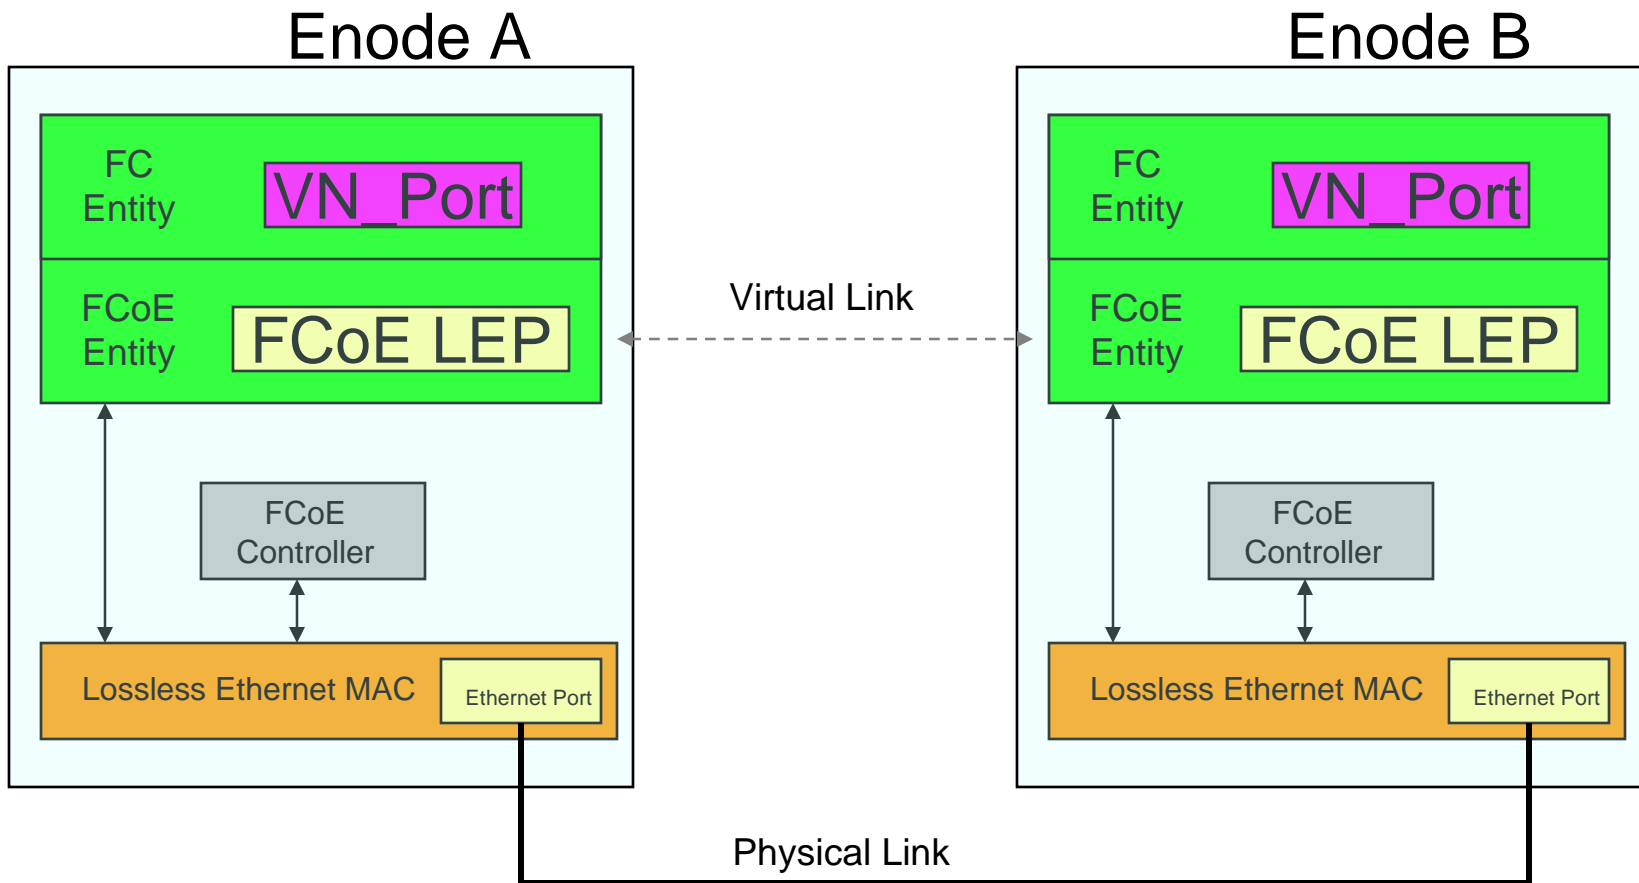 Enode A
FC
Entity
VN_Port
FCoE
Entity
FCoE LEP
FCoE
Controller
Lossless Ethernet MAC
Ethernet Port
Virtual Link
Physical Link
Enode B
FC
Entity
VN_Port
FCoE
Entity
FCoE LEP
FCoE
Controller
Lossless Ethernet MAC
Ethernet Port